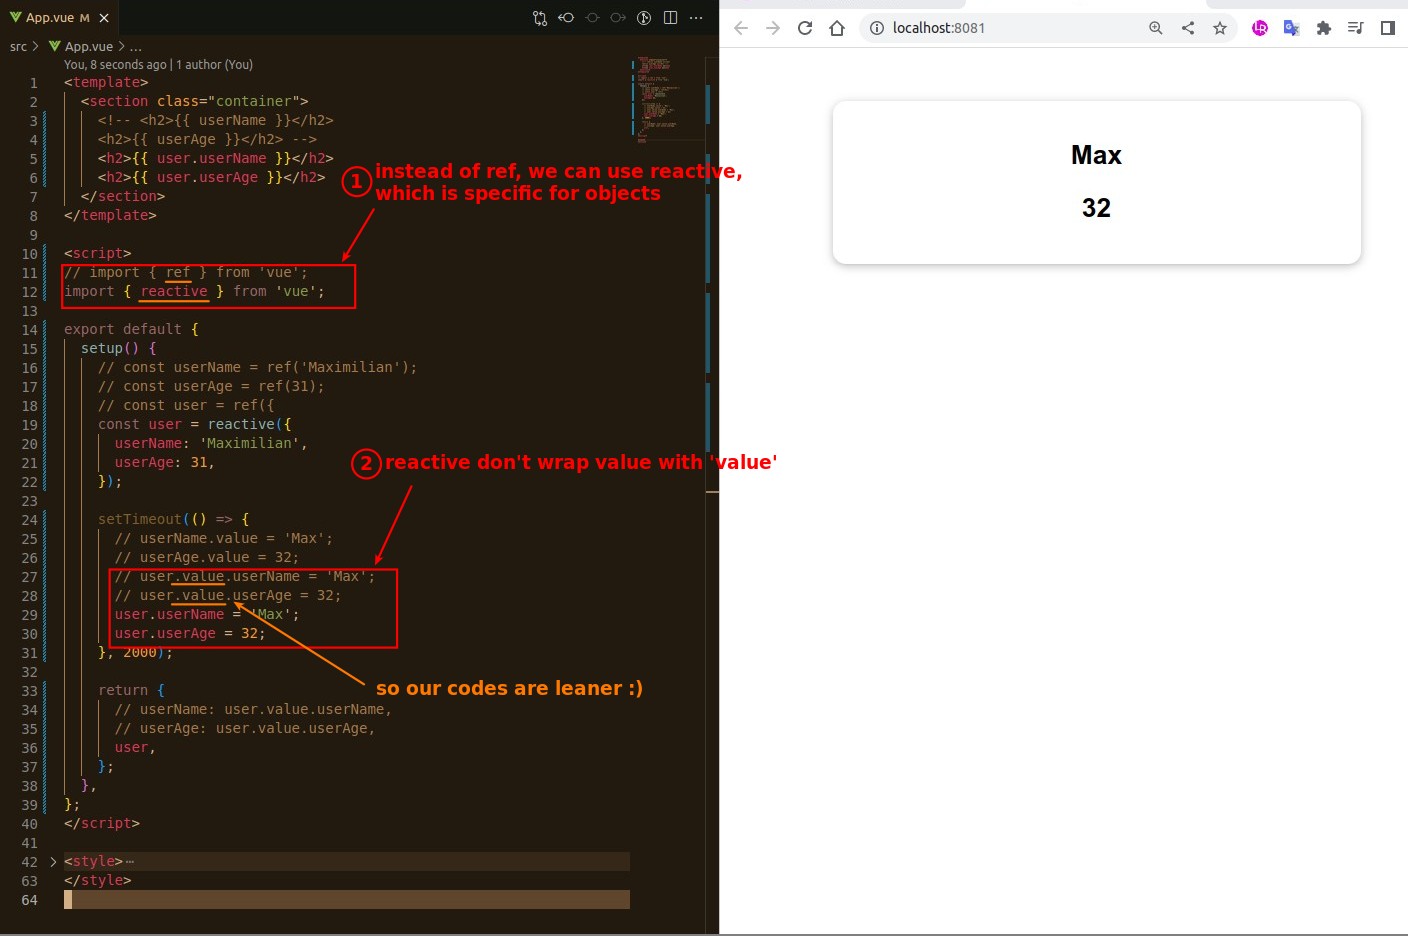 App.vue M
src > App.vue > ...
You, 8 seconds ago | 1 author (You)
1 <template>
2 <section class="container">
3 <!-- <h2>{{ userName }}</h2>
4 <h2>{{ userAge }}</h2> -->
5 <h2>{{ user.userName }}</h2>
6 <h2>{{ user.userAge }}</h2>
7 </section>
8 </template>
9
10 <script>
11 // import { ref } from 'vue';
12 import { reactive } from 'vue';
13
14 export default {
15 setup() {
16 // const userName = ref('Maximilian');
17 // const userAge = ref(31);
18 // const user = ref({
19 const user = reactive({
20 userName: 'Maximilian',
21 userAge: 31,
22 });
23
24 setTimeout(() => {
25 // userName.value = 'Max';
26 // userAge.value = 32;
27 // user.value.userName = 'Max';
28 // user.value.userAge = 32;
29 user.userName = 'Max';
30 user.userAge = 32;
31 }, 2000);
32
33 return {
34 // userName: user.value.userName,
35 // userAge: user.value.userAge,
36 user,
37 };
38 },
39 };
40 </script>
41
42 <style>…
63 </style>
64
1 instead of ref, we can use reactive,
which is specific for objects
2 reactive don't wrap value with 'value'
so our codes are leaner :)
localhost:8081
Max
32